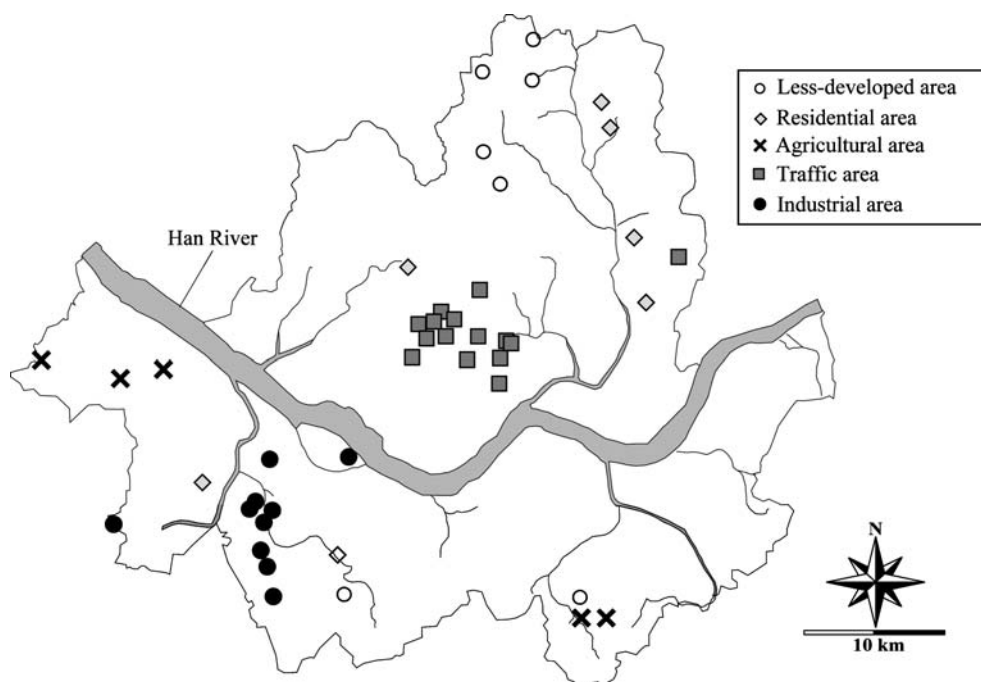 Less-developed area
Residential area
Agricultural area
Traffic area
Industrial area
Han River
N
10 km